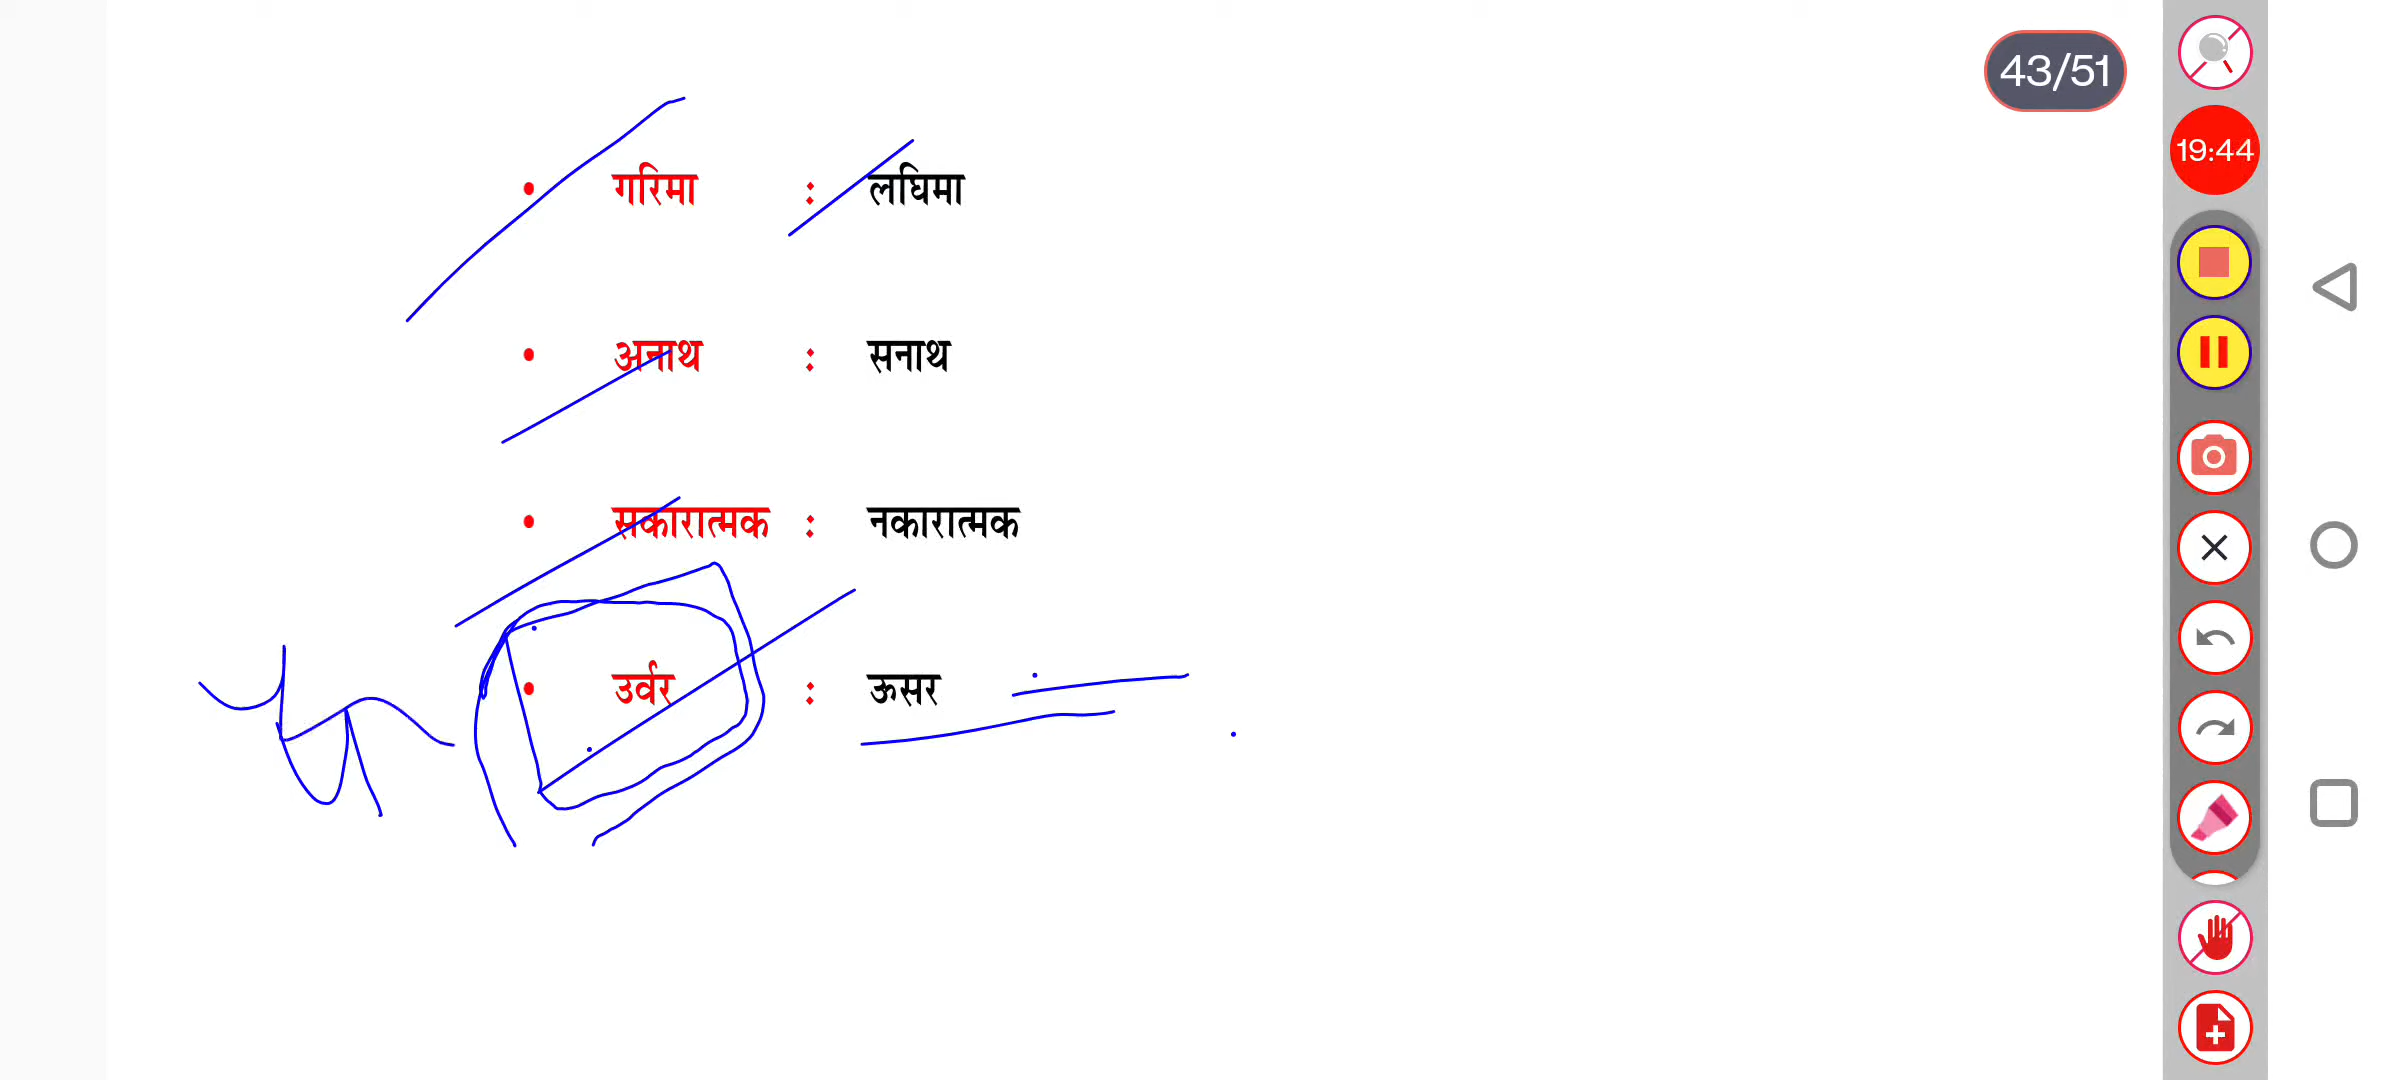 43/51
19:44
• गरिमा : लघिमा
• अनाथ : सनाथ
• सकारात्मक : नकारात्मक
• उर्वर : ऊसर